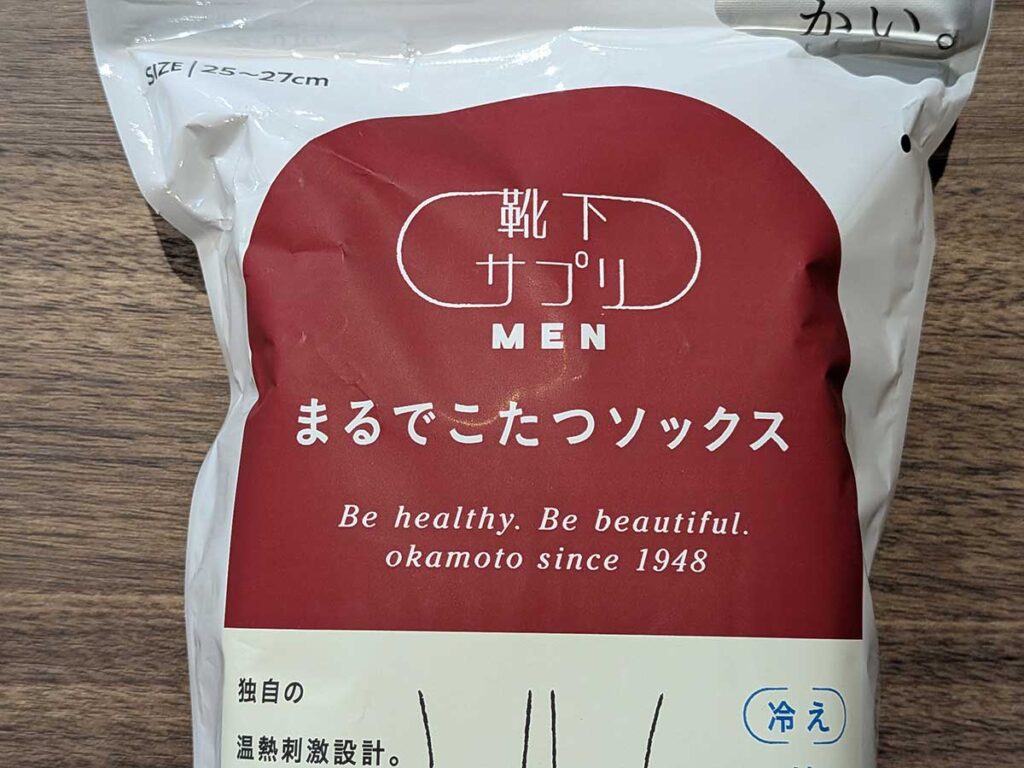 かい。
SIZE / 25～27cm
靴下
サプリ
MEN
まるでこたつソックス
Be healthy. Be beautiful.
okamoto since 1948
独自の
温熱刺激設計。
冷え